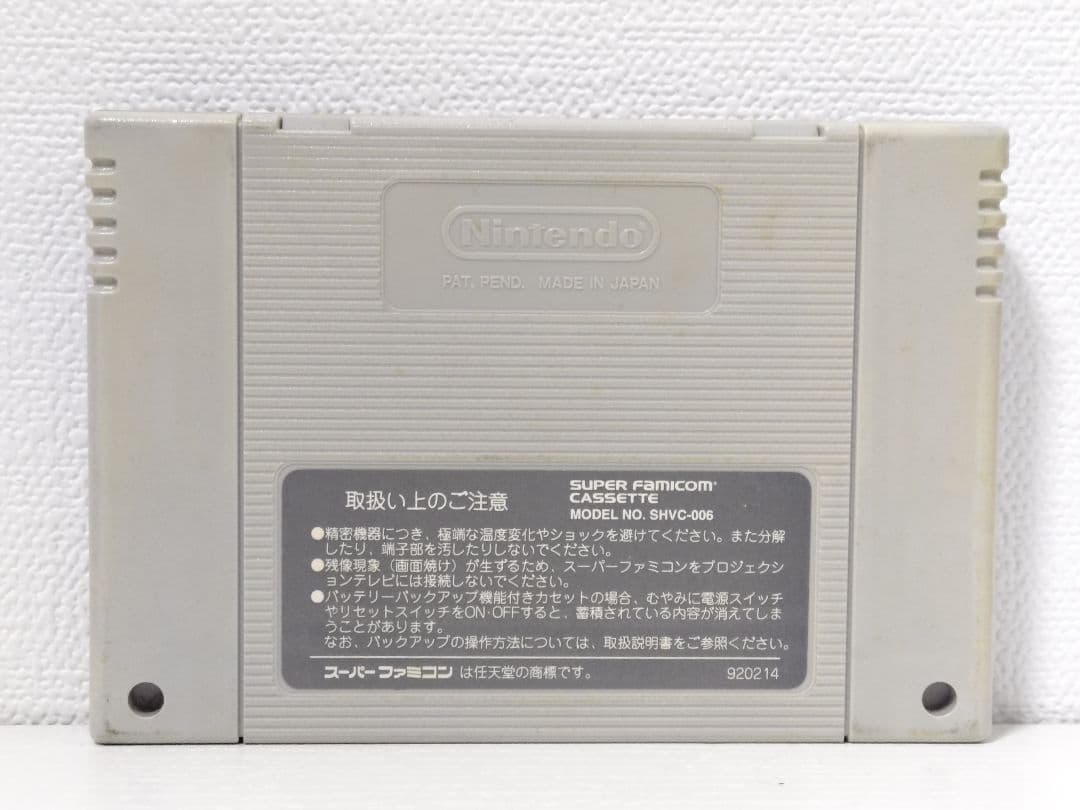 Nintendo®
PAT. PEND. MADE IN JAPAN
取扱い上のご注意
SUPER FAMICOM®
CASSETTE
MODEL NO. SHVC-006
●精密機器につき、極端な温度変化やショックを避けてください。また分解
したり、端子部を汚したりしないでください。
●残像現象（画面焼け）が生ずるため、スーパーファミコンをプロジェクシ
ョンテレビには接続しないでください。
●バッテリーバックアップ機能付きカセットの場合、むやみに電源スイッチ
やリセットスイッチをON·OFFすると、蓄積されている内容が消えてしま
うことがあります。
なお、バックアップの操作方法については、取扱説明書をご参照ください。
スーパーファミコン は任天堂の商標です。
920214